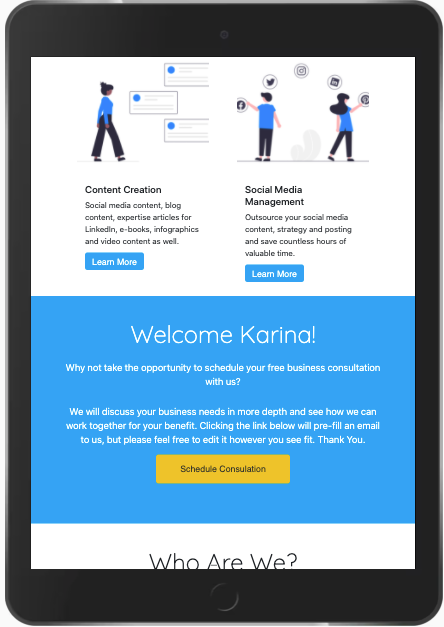 Content Creation
Social media content, blog
content, expertise articles for
LinkedIn, e-books, infographics
and video content as well.
Learn More
Social Media
Management
Outsource your social media
content, strategy and posting
and save countless hours of
valuable time.
Learn More
Welcome Karina!
Why not take the opportunity to schedule your free business consultation
with us?
We will discuss your business needs in more depth and see how we can
work together for your benefit. Clicking the link below will pre-fill an email
to us, but please feel free to edit it however you see fit. Thank You.
Schedule Consulation
Who Are We?